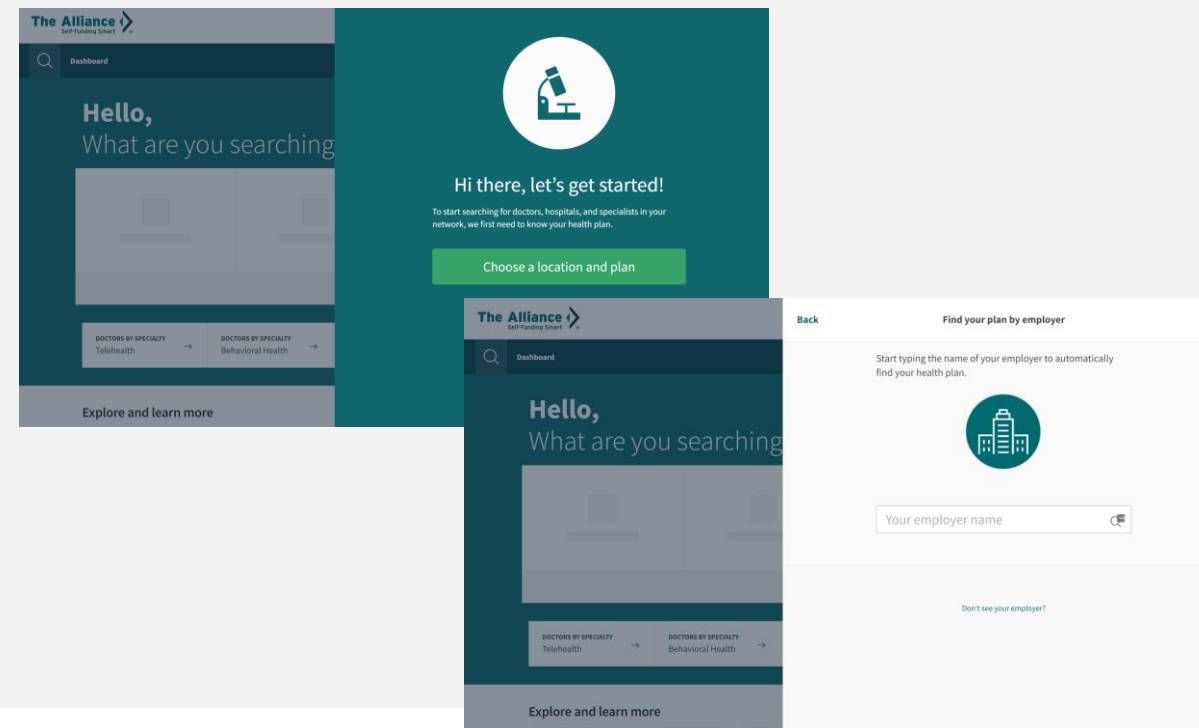 The Alliance
Self-Funding Smart
Dashboard
Hello,
What are you searching
DOCTORS BY SPECIALTY
Telehealth
DOCTORS BY SPECIALTY
Behavioral Health
Explore and learn more
Hi there, let's get started!
To start searching for doctors, hospitals, and specialists in your
network, we first need to know your health plan.
Choose a location and plan
The Alliance
Self-Funding Smart
Dashboard
Hello,
What are you searching
DOCTORS BY SPECIALTY
Telehealth
DOCTORS BY SPECIALTY
Behavioral Health
Explore and learn more
Back
Find your plan by employer
Start typing the name of your employer to automatically
find your health plan.
Your employer name
Don't see your employer?